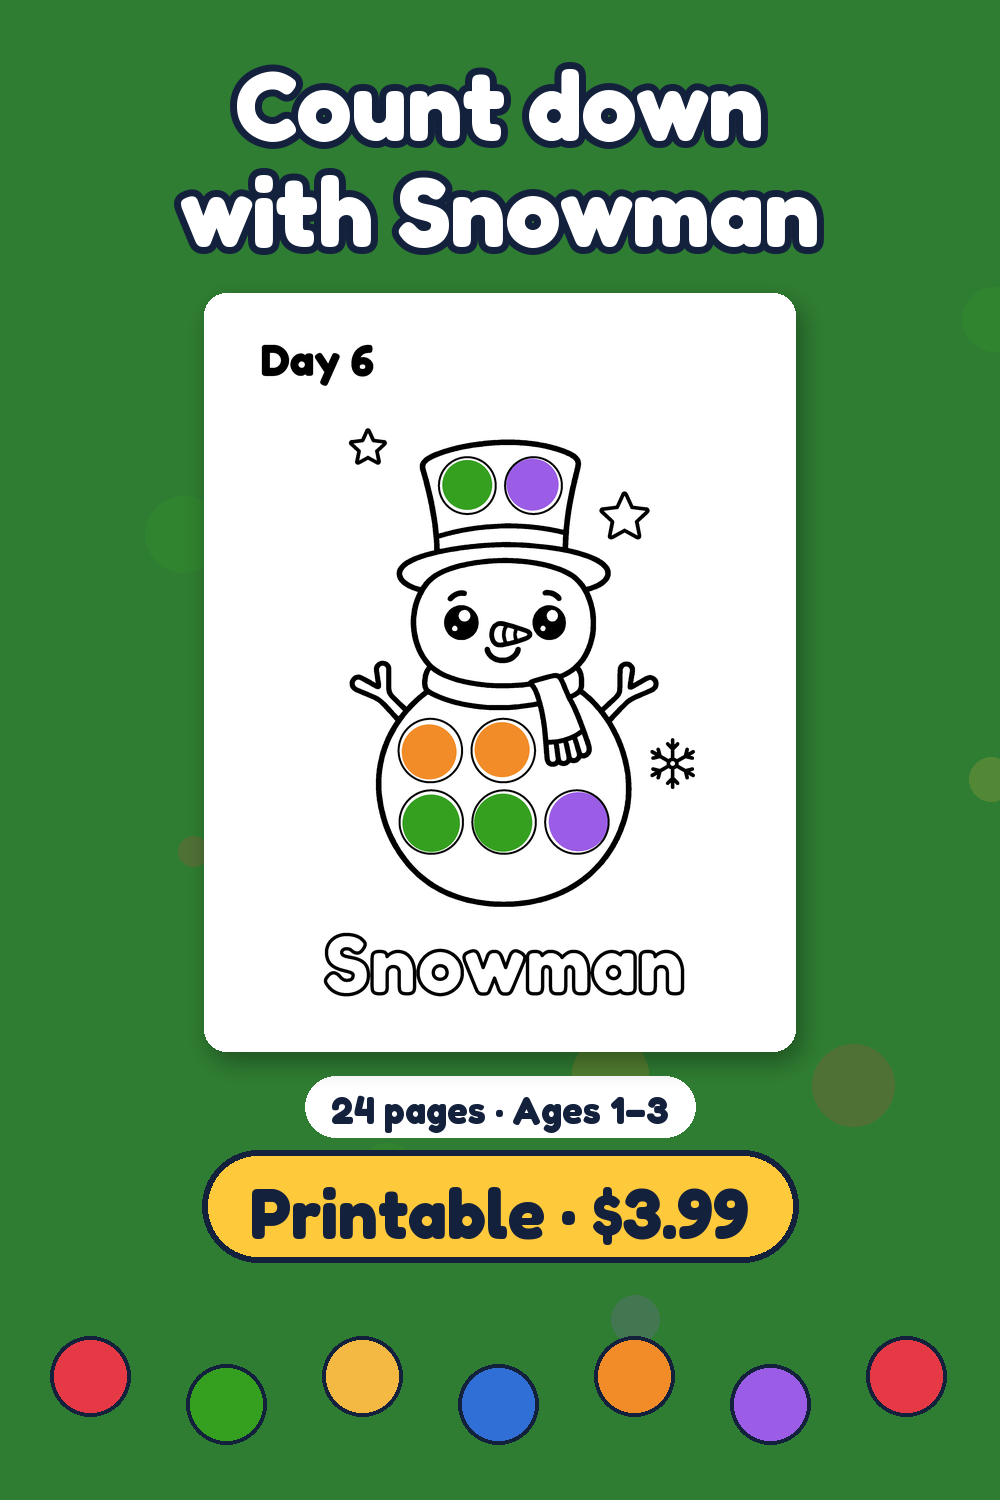 Count down
with Snowman
Day 6
Snowman
24 pages · Ages 1–3
Printable · $3.99